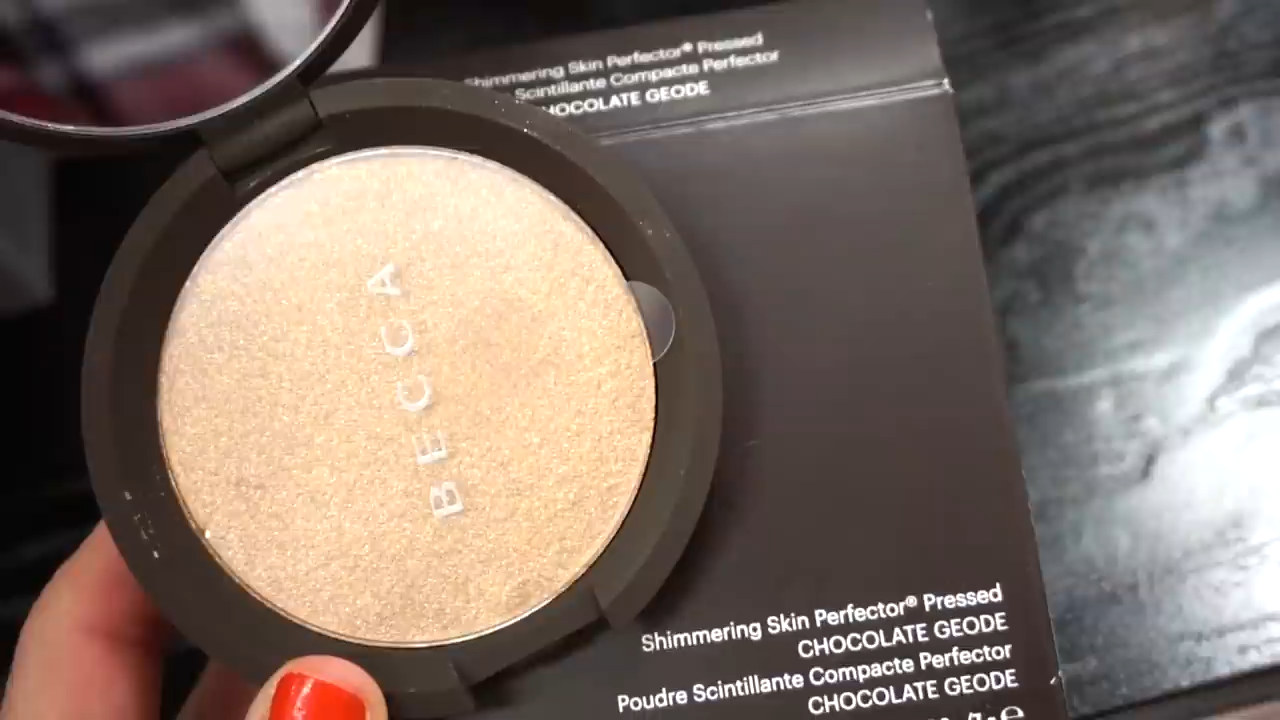 Shimmering Skin Perfector® Pressed
Scintillante Compacte Perfector
CHOCOLATE GEODE
BECCA
Shimmering Skin Perfector® Pressed
CHOCOLATE GEODE
Poudre Scintillante Compacte Perfector
CHOCOLATE GEODE